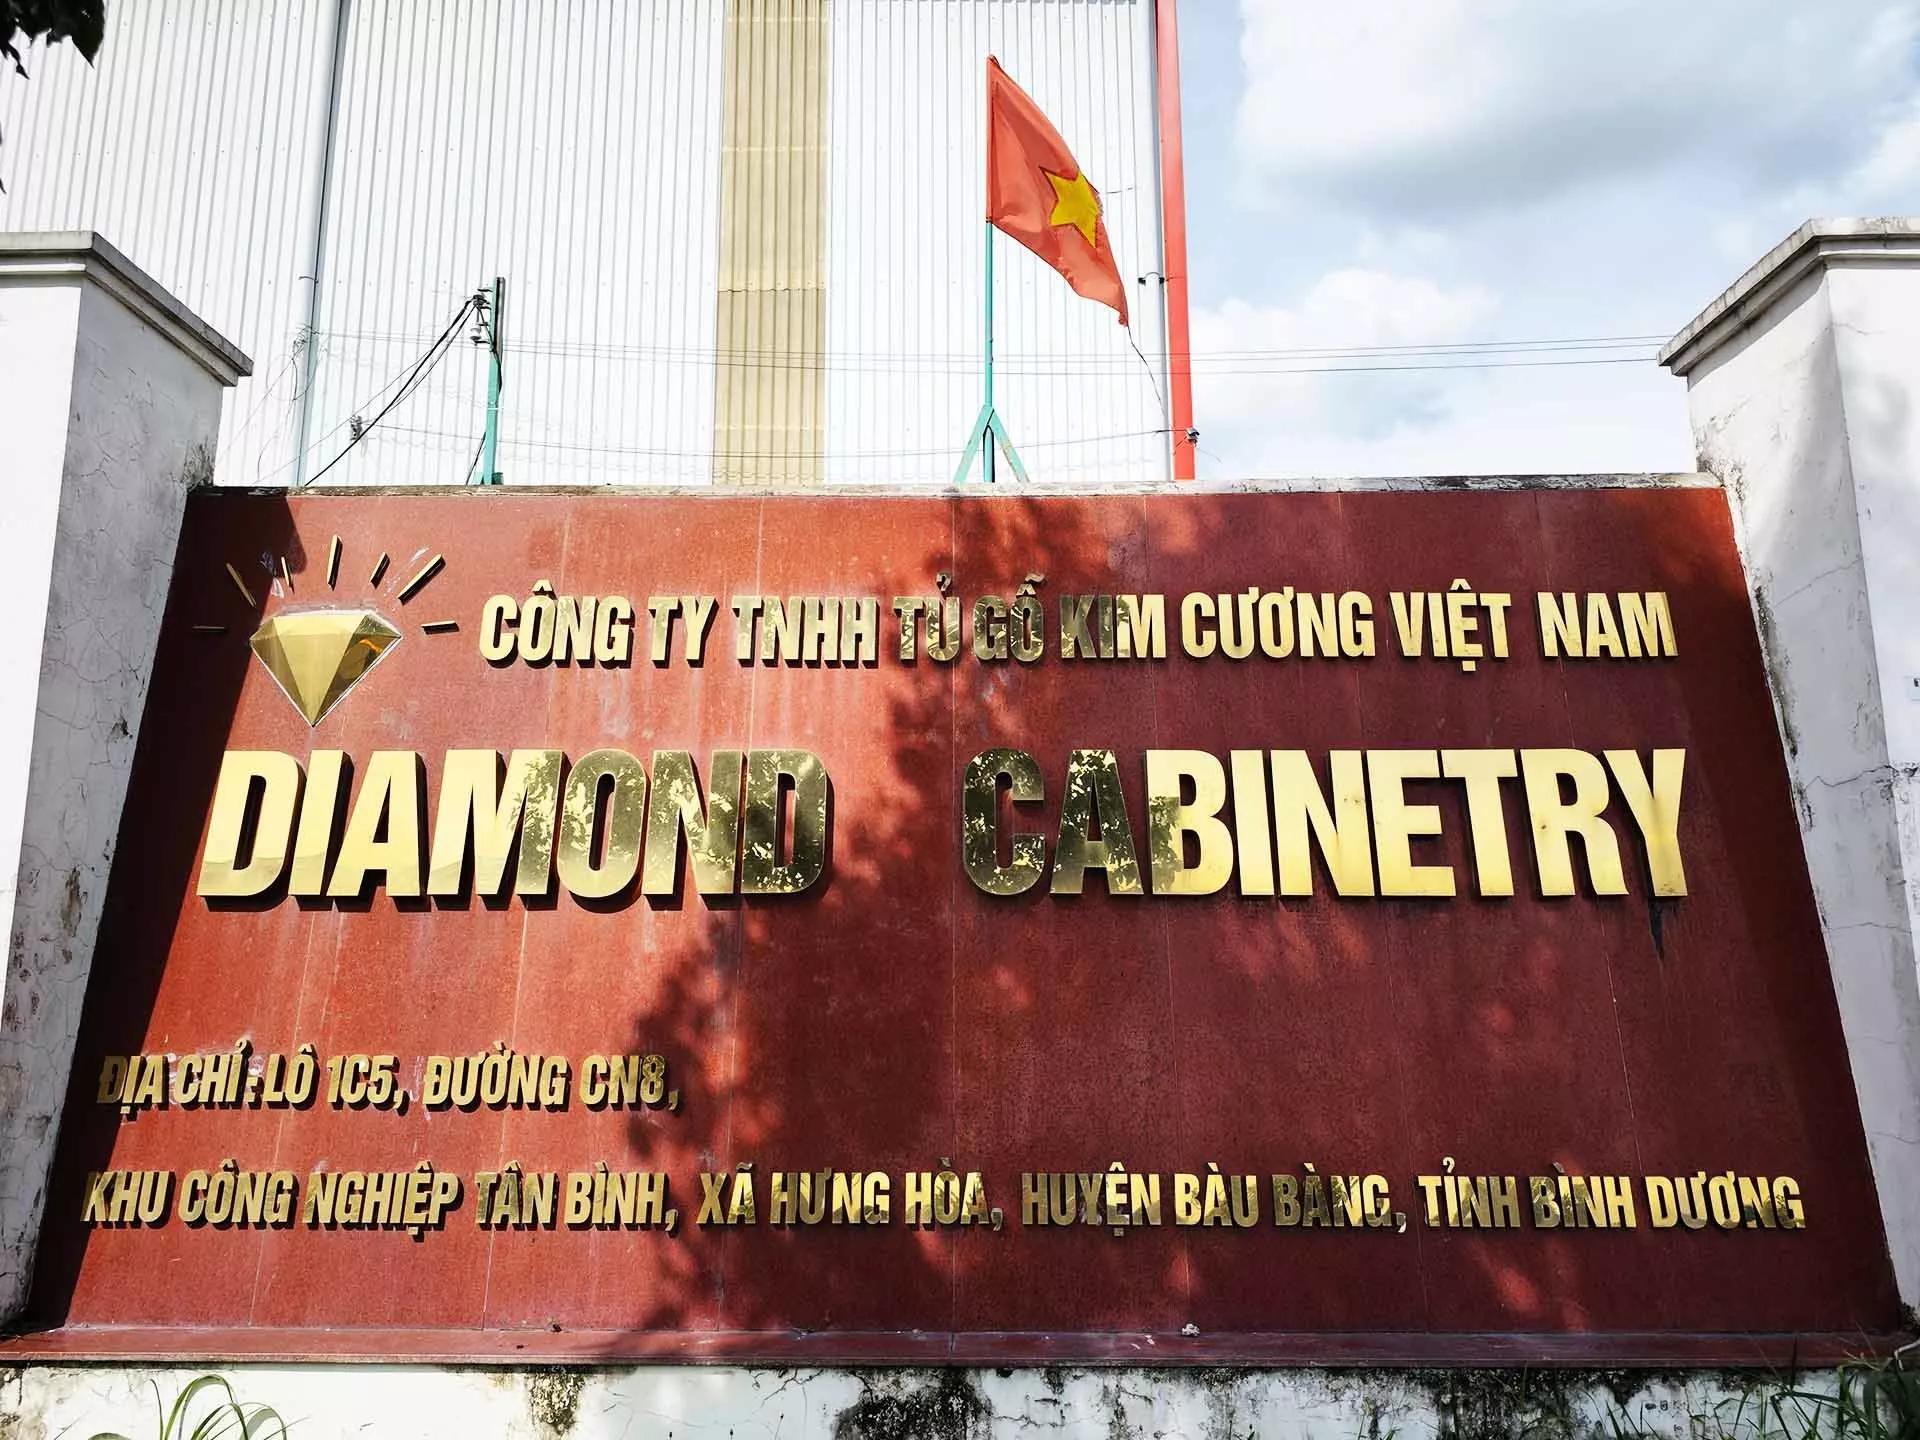 CÔNG TY TNHH TỦ GỖ KIM CƯƠNG VIỆT NAM
DIAMOND CABINETRY
ĐỊA CHỈ : LÔ 1C5, ĐƯỜNG CN8,
KHU CÔNG NGHIỆP TÂN BÌNH, XÃ HƯNG HÒA, HUYỆN BÀU BÀNG, TỈNH BÌNH DƯƠNG